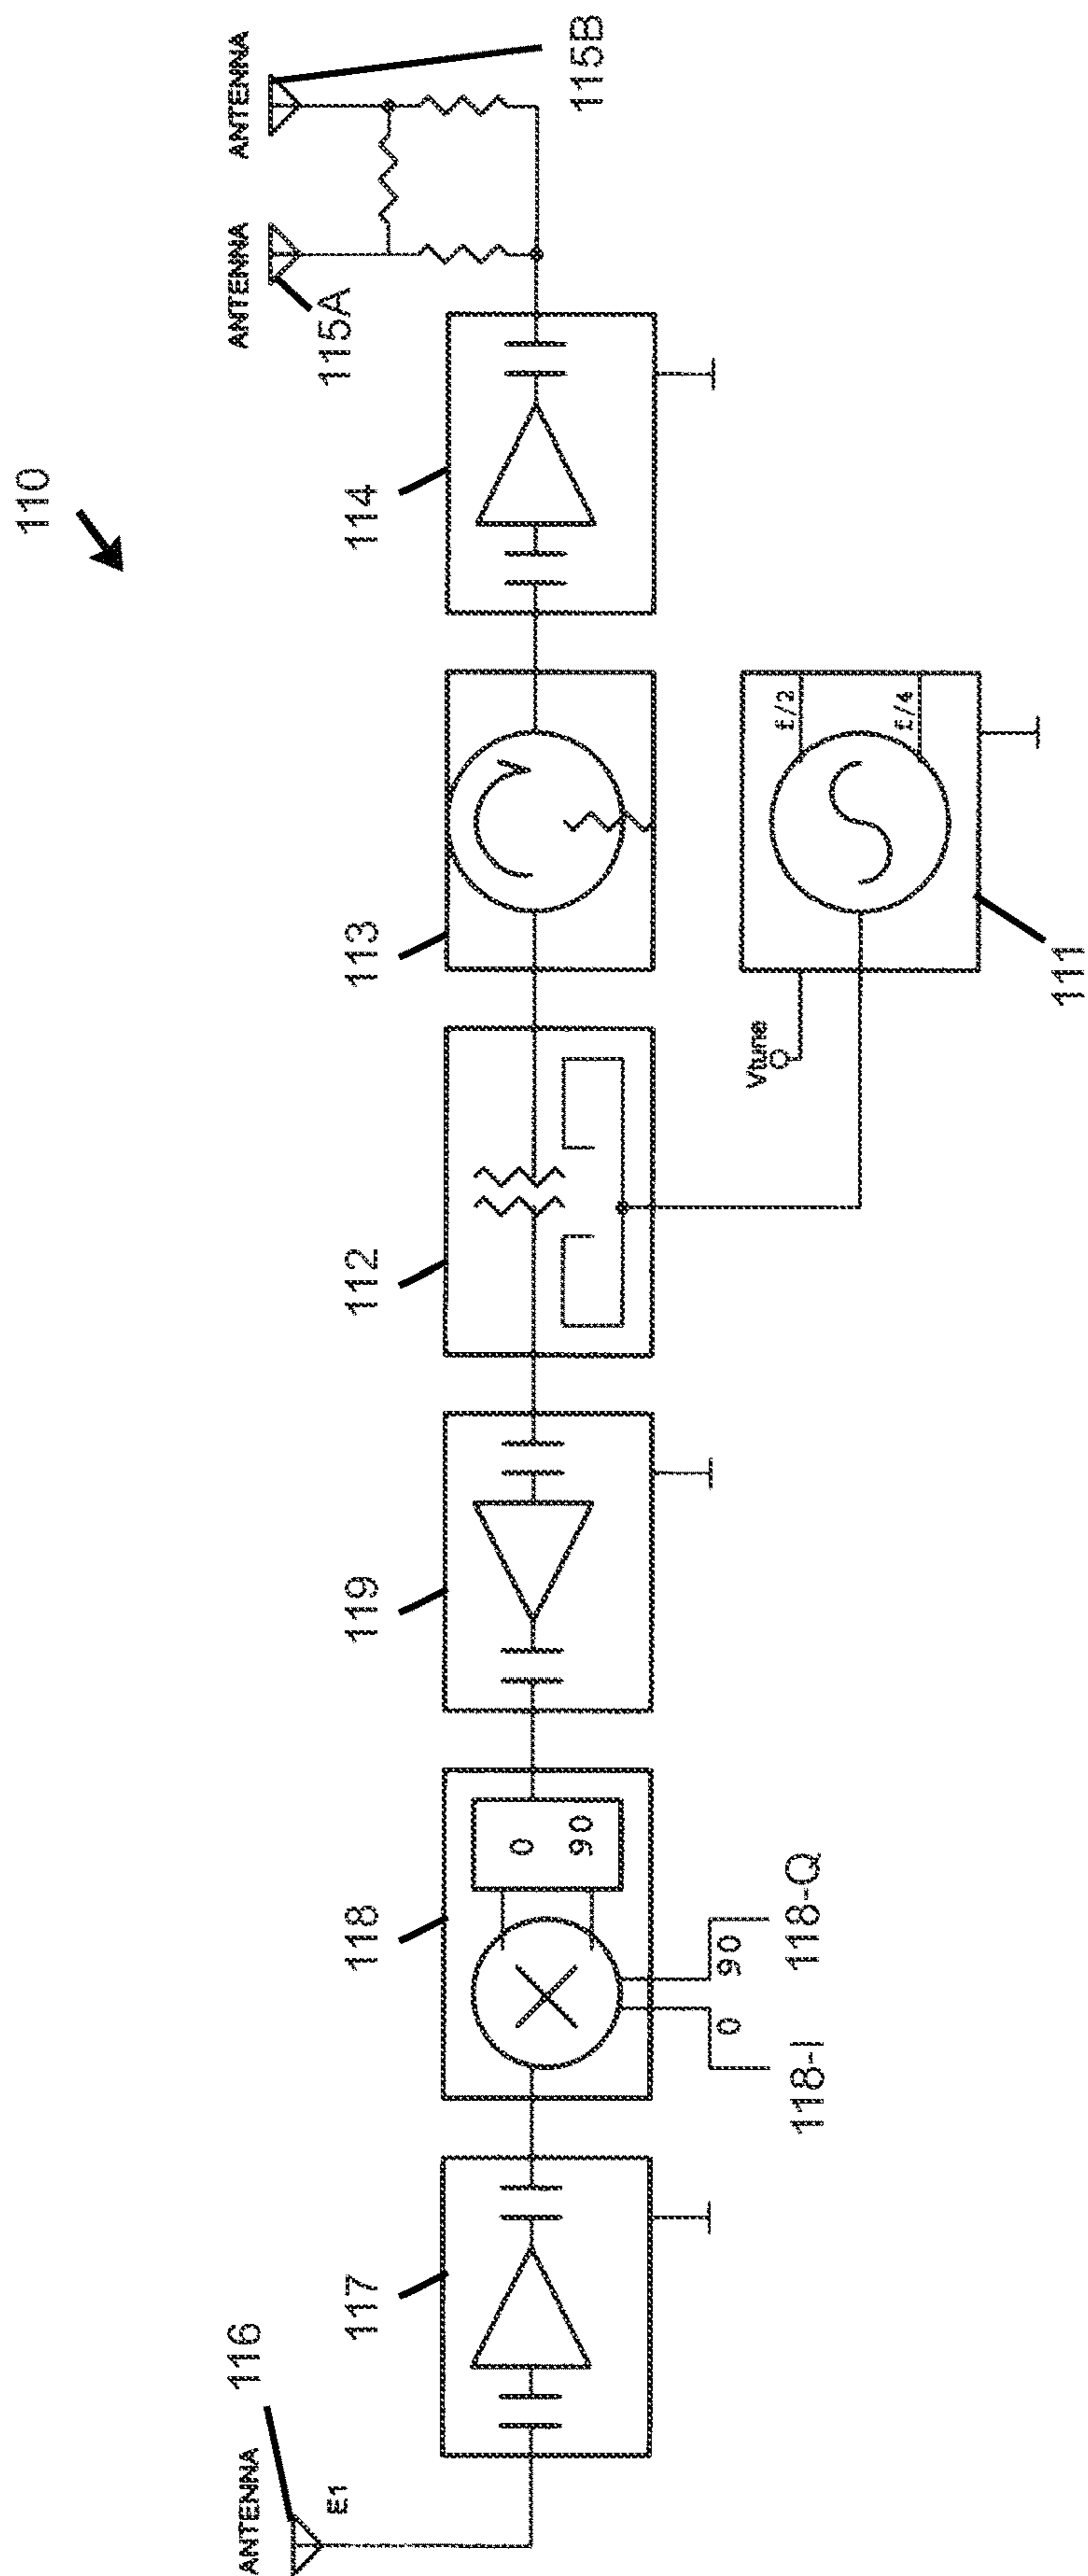 110
ANTENNA
ANTENNA
115A
115B
114
113
f/2
f/4
111
Vtune
112
119
118
0
90
0
90
118-I
118-Q
117
116
ANTENNA
E1